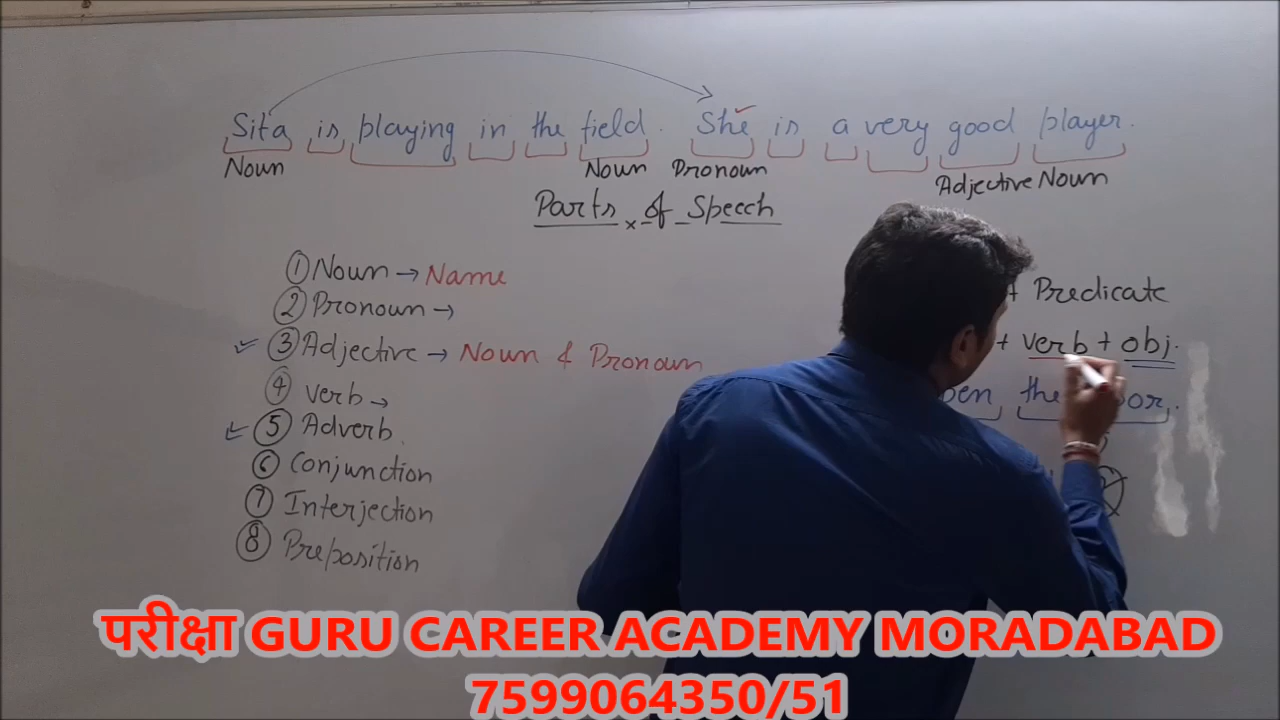 Sita is playing in the field. She is a very good player.
Noun Noun Pronoun Adjective Noun
Parts of Speech
① Noun → Name
② Pronoun →
③ Adjective → Noun & Pronoun
④ verb →
⑤ Adverb
⑥ Conjunction
⑦ Interjection
⑧ Preposition
+ Predicate
+ verb + obj.
the
परीक्षा GURU CAREER ACADEMY MORADABAD
7599064350/51